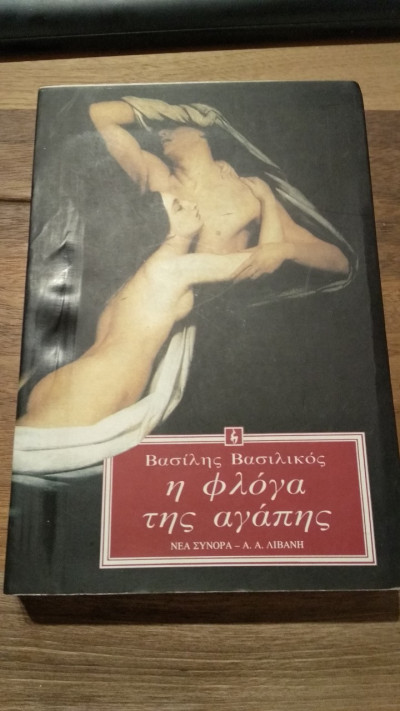 Βασίλης Βασιλικός
η φλόγα
της αγάπης
ΝΕΑ ΣΥΝΟΡΑ – Α. Α. ΛΙΒΑΝΗ